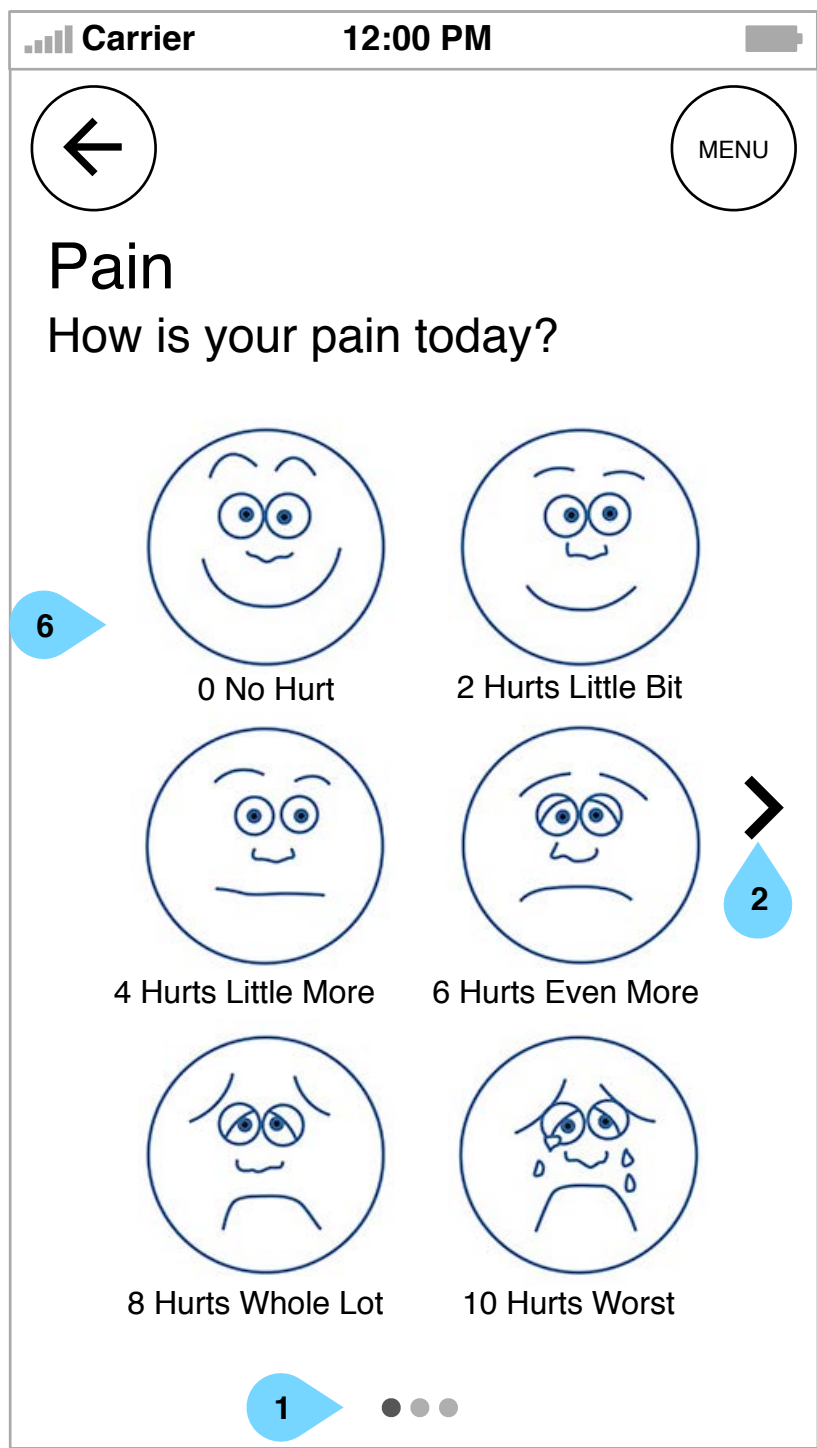 Carrier 12:00 PM
MENU
Pain
How is your pain today?
6
0 No Hurt 2 Hurts Little Bit
2
4 Hurts Little More 6 Hurts Even More
8 Hurts Whole Lot 10 Hurts Worst
1